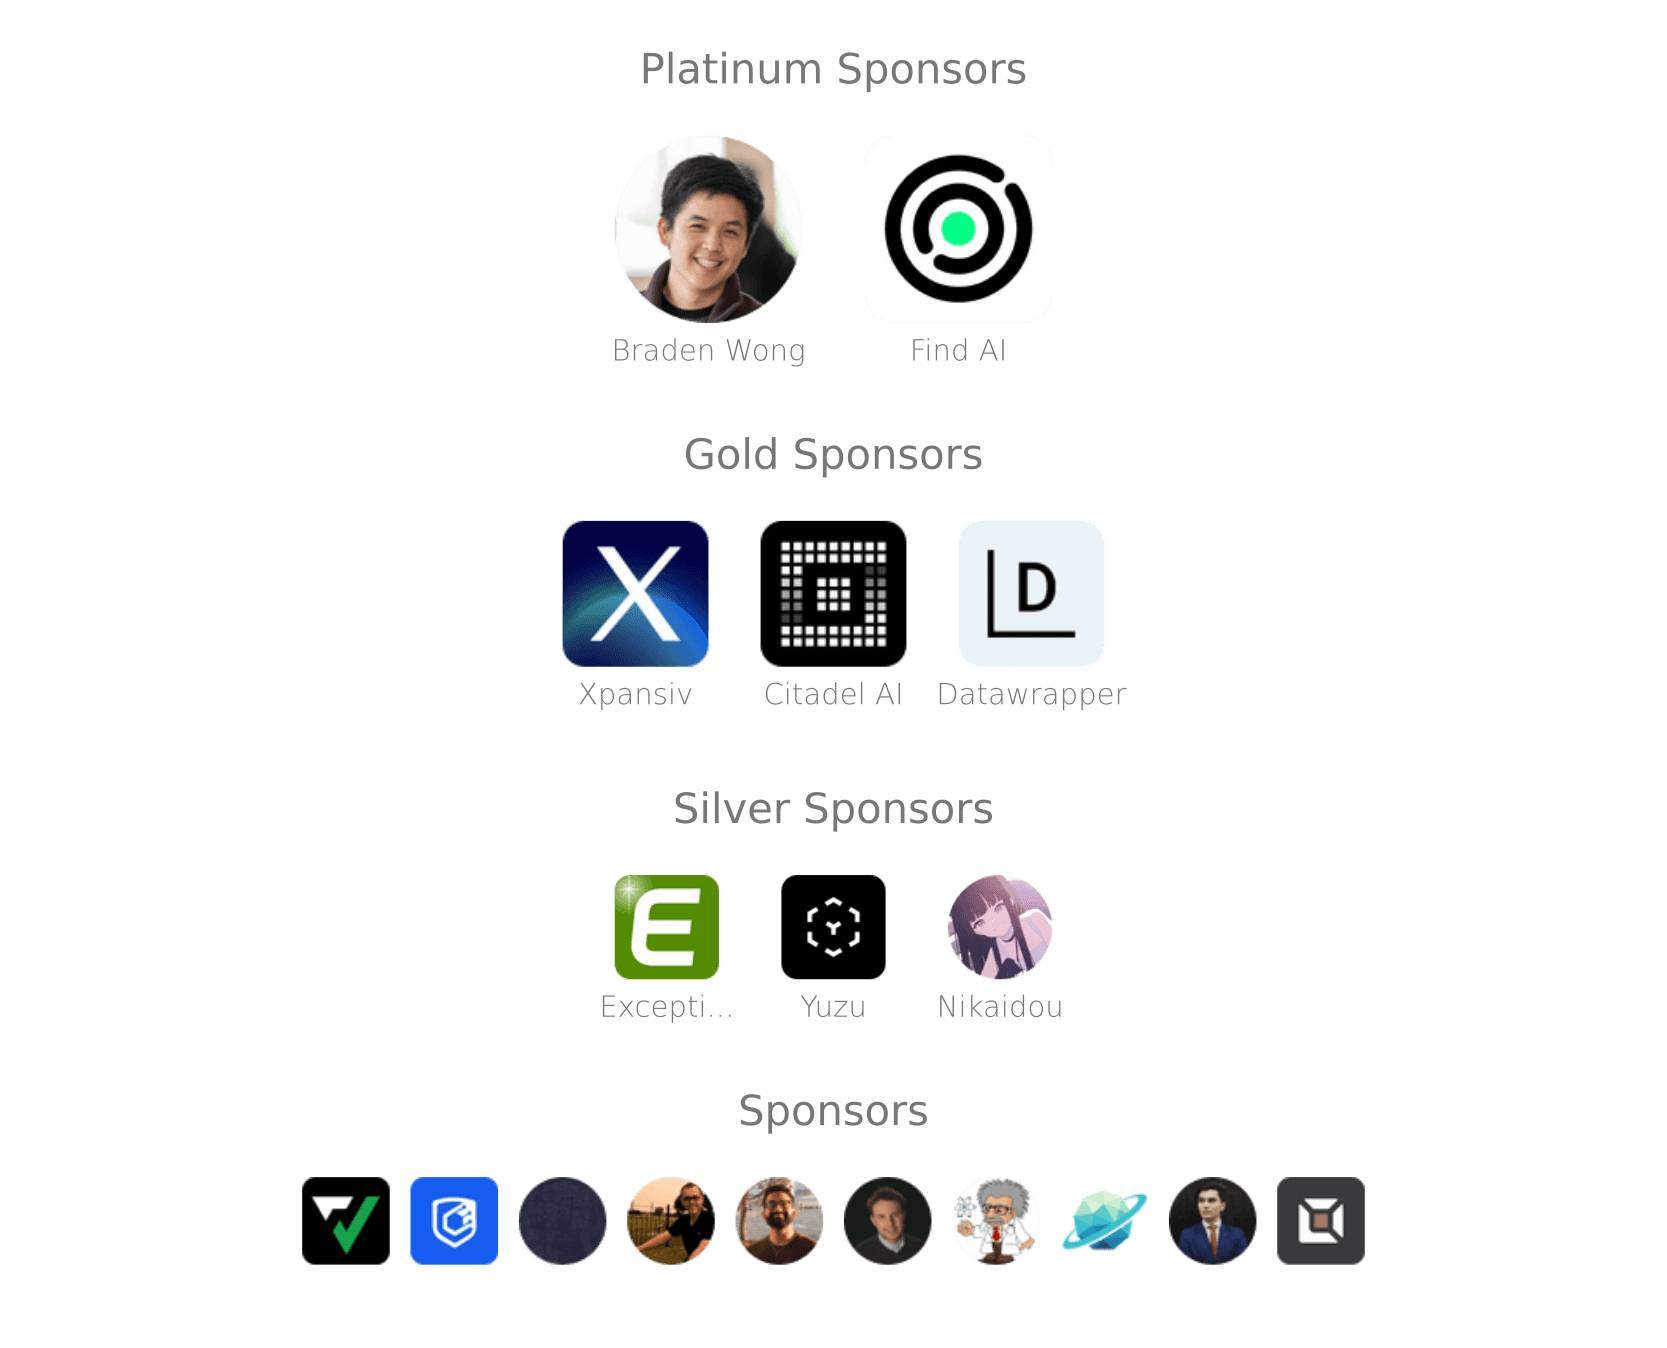 Platinum Sponsors
Braden Wong
Find AI
Gold Sponsors
X
D
Xpansiv
Citadel AI
Datawrapper
Silver Sponsors
E
Y
Excepti...
Yuzu
Nikaidou
Sponsors